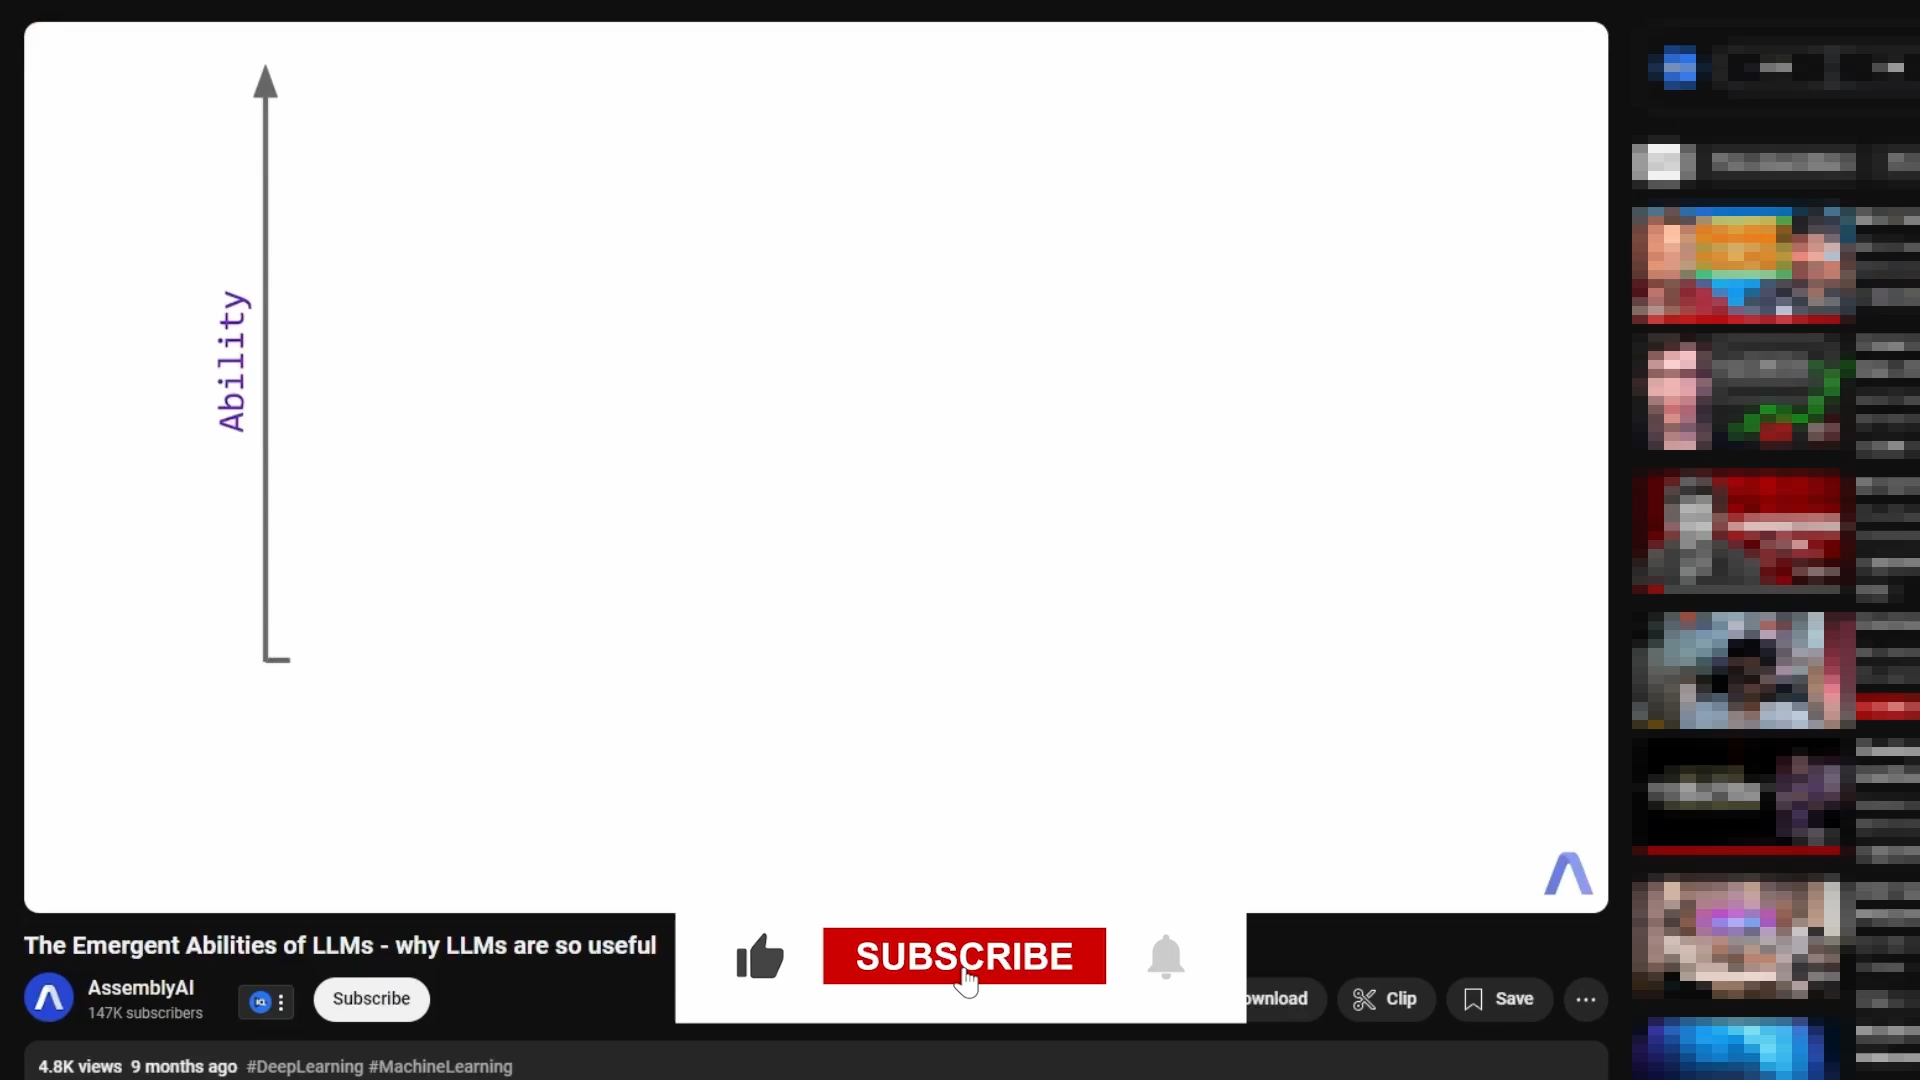 Ability
The Emergent Abilities of LLMs - why LLMs are so useful
AssemblyAI
147K subscribers
Subscribe
SUBSCRIBE
Clip
Save
4.8K views 9 months ago #DeepLearning #MachineLearning